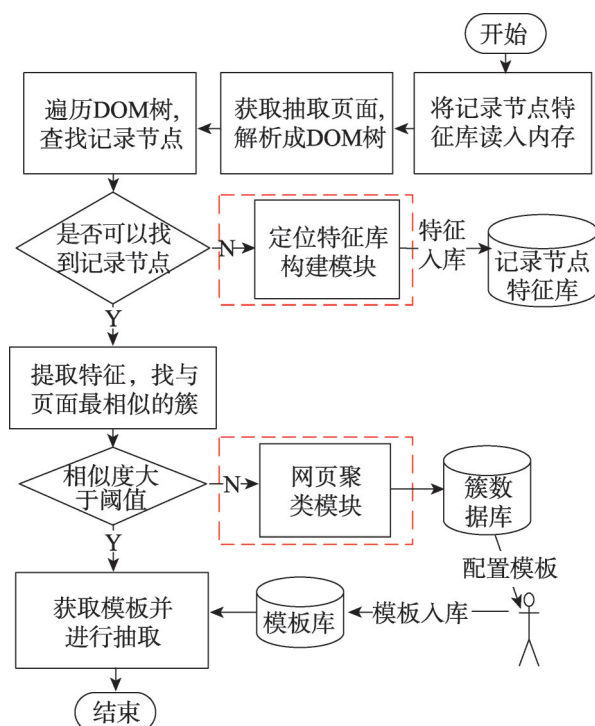 开始
遍历DOM树,
查找记录节点
获取抽取页面,
解析成DOM树
将记录节点特
征库读入内存
是否可以找
到记录节点
N
定位特征库
构建模块
特征
入库
记录节点
特征库
Y
提取特征，找与
页面最相似的簇
相似度大
于阈值
N
网页聚
类模块
簇数
据库
Y
配置模板
获取模板并
进行抽取
模板库
模板入库
结束